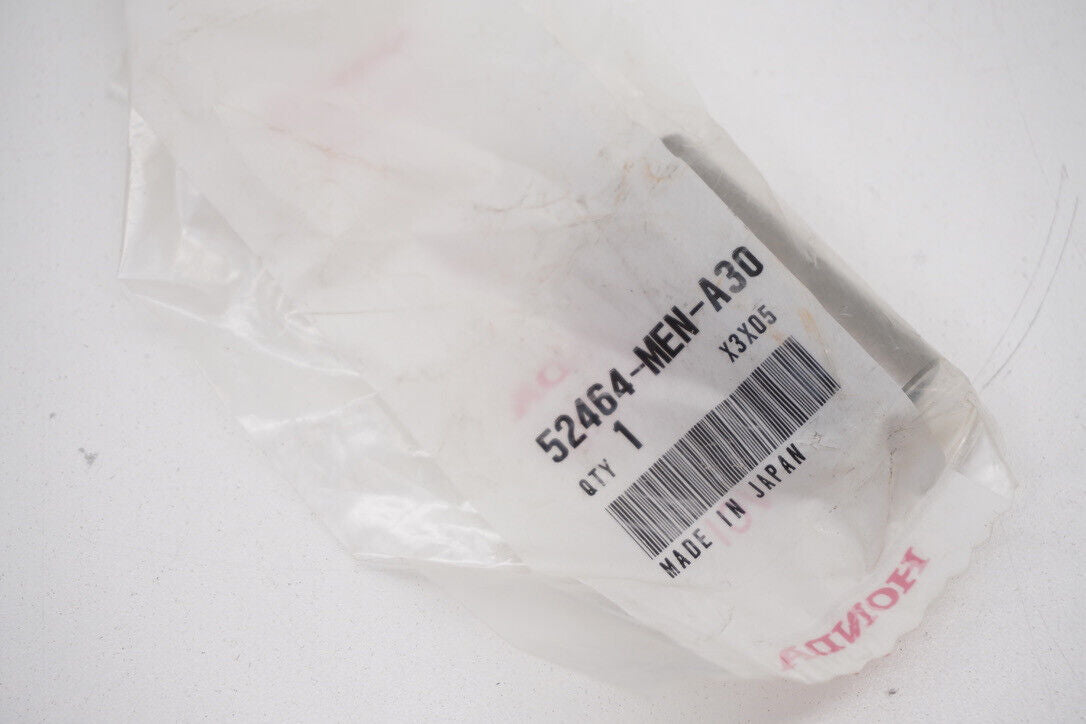 52464-MEN-A30
X3X05
QTY 1
MADE IN JAPAN
HONDA